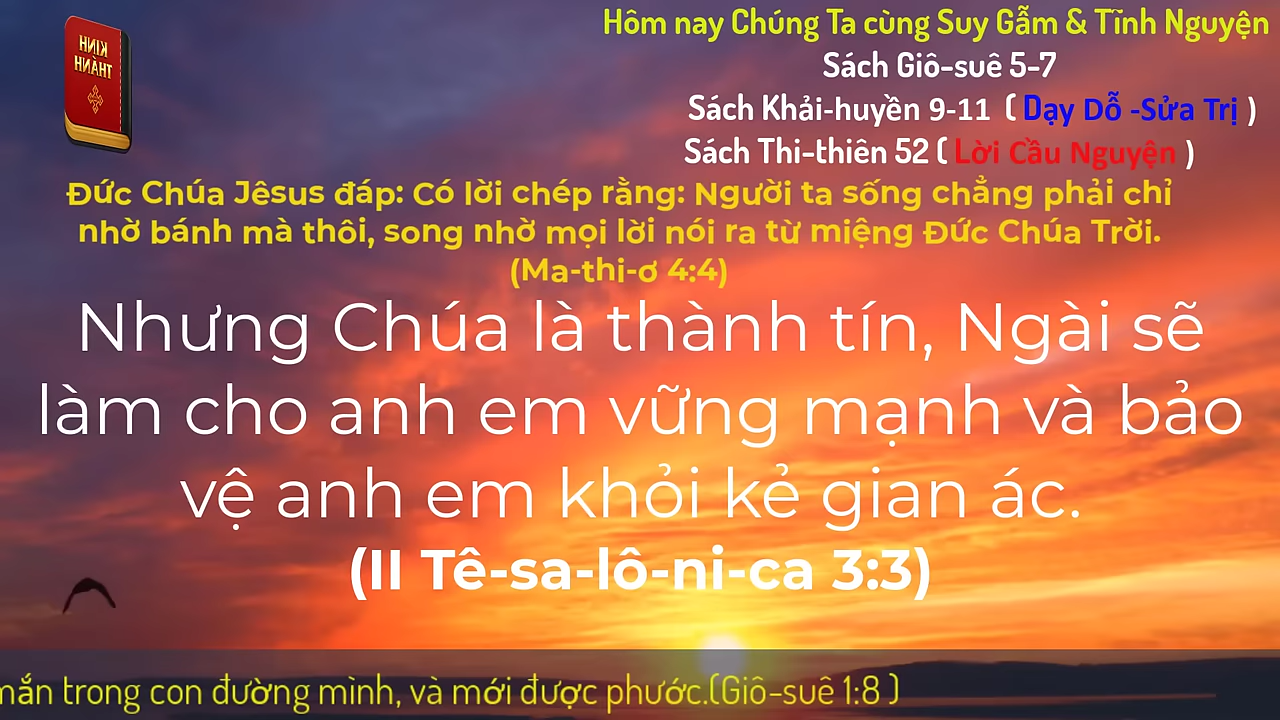 KINH
THÁNH
Hôm nay Chúng Ta cùng Suy Gẫm & Tĩnh Nguyện
Sách Giô-suê 5-7
Sách Khải-huyền 9-11 ( Dạy Dỗ -Sửa Trị )
Sách Thi-thiên 52 ( Lời Cầu Nguyện )
Đức Chúa Jêsus đáp: Có lời chép rằng: Người ta sống chẳng phải chỉ
nhờ bánh mà thôi, song nhờ mọi lời nói ra từ miệng Đức Chúa Trời.
(Ma-thi-ơ 4:4)
Nhưng Chúa là thành tín, Ngài sẽ
làm cho anh em vững mạnh và bảo
vệ anh em khỏi kẻ gian ác.
(II Tê-sa-lô-ni-ca 3:3)
mắn trong con đường mình, và mới được phước.(Giô-suê 1:8 )